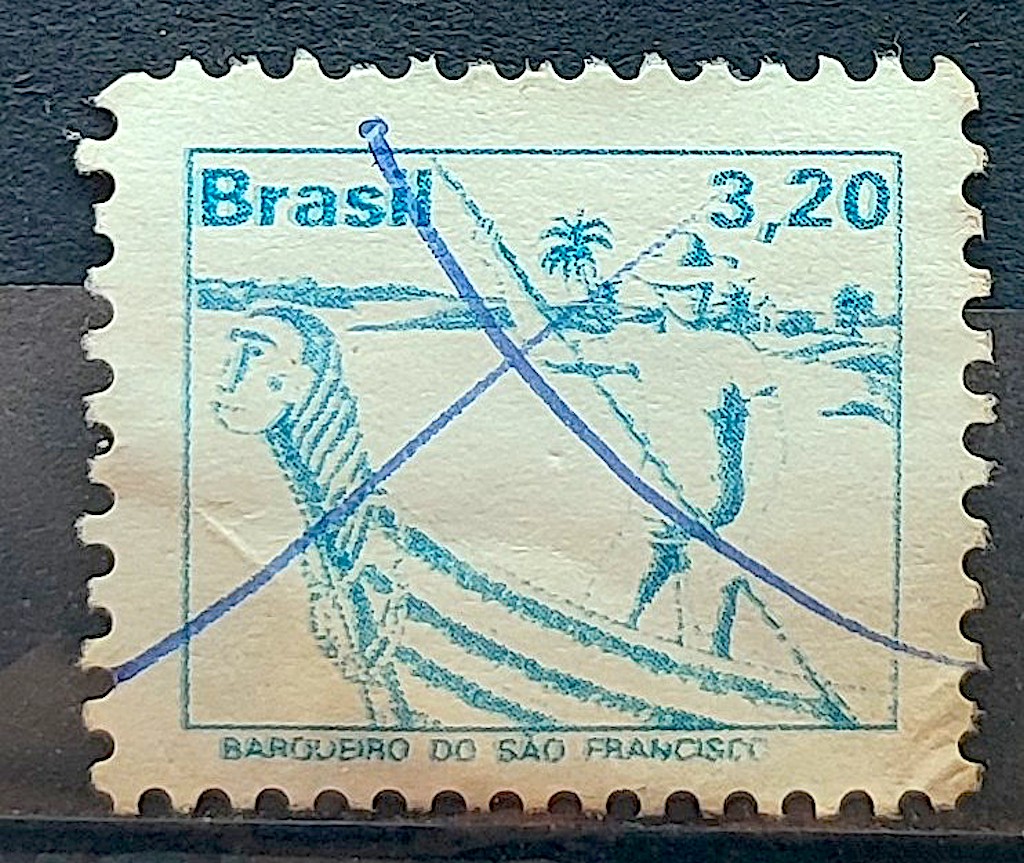 Brasil 3,20
BARQUEIRO DO SÃO FRANCISCO